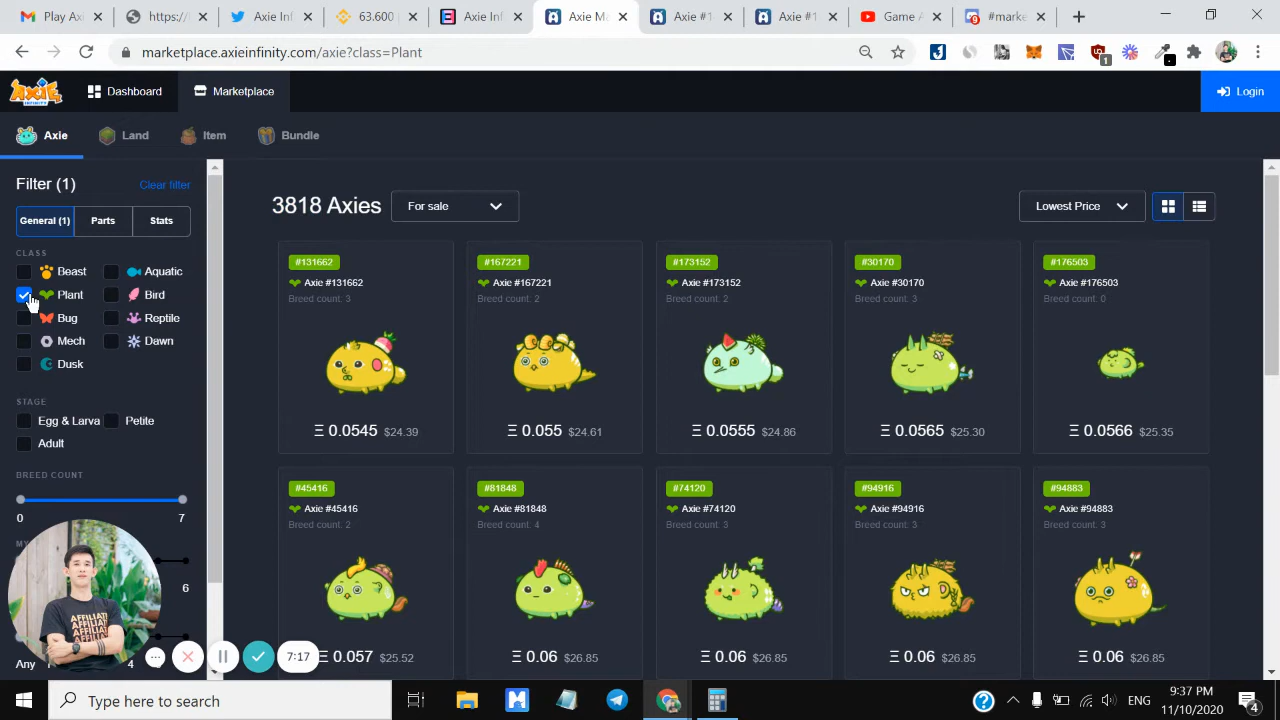 Play Ax
https://
Twitter
63.600
Axie Inf
Axie Ma
Axie #1
Axie #1
Game A
#marke
marketplace.axieinfinity.com/axie?class=Plant
1
AXIE
INFINITY
Dashboard
Marketplace
Login
Axie
Land
Item
Bundle
Filter (1)
Clear filter
General (1)
Parts
Stats
CLASS
Beast
Aquatic
Plant
Bird
Bug
Reptile
Mech
Dawn
Dusk
STAGE
Egg & Larva
Petite
Adult
BREED COUNT
0
7
MY
6
Any
4
3818 Axies
For sale
Lowest Price
#131662
Axie #131662
Breed count: 3
Ξ 0.0545 $24.39
#167221
Axie #167221
Breed count: 2
Ξ 0.055 $24.61
#173152
Axie #173152
Breed count: 2
Ξ 0.0555 $24.86
#30170
Axie #30170
Breed count: 3
Ξ 0.0565 $25.30
#176503
Axie #176503
Breed count: 0
Ξ 0.0566 $25.35
#45416
Axie #45416
Breed count: 2
Ξ 0.057 $25.52
#81848
Axie #81848
Breed count: 4
Ξ 0.06 $26.85
#74120
Axie #74120
Breed count: 3
Ξ 0.06 $26.85
#94916
Axie #94916
Breed count: 3
Ξ 0.06 $26.85
#94883
Axie #94883
Breed count: 3
Ξ 0.06 $26.85
AFFILIATI
7:17
Type here to search
ENG
9:37 PM
11/10/2020
4